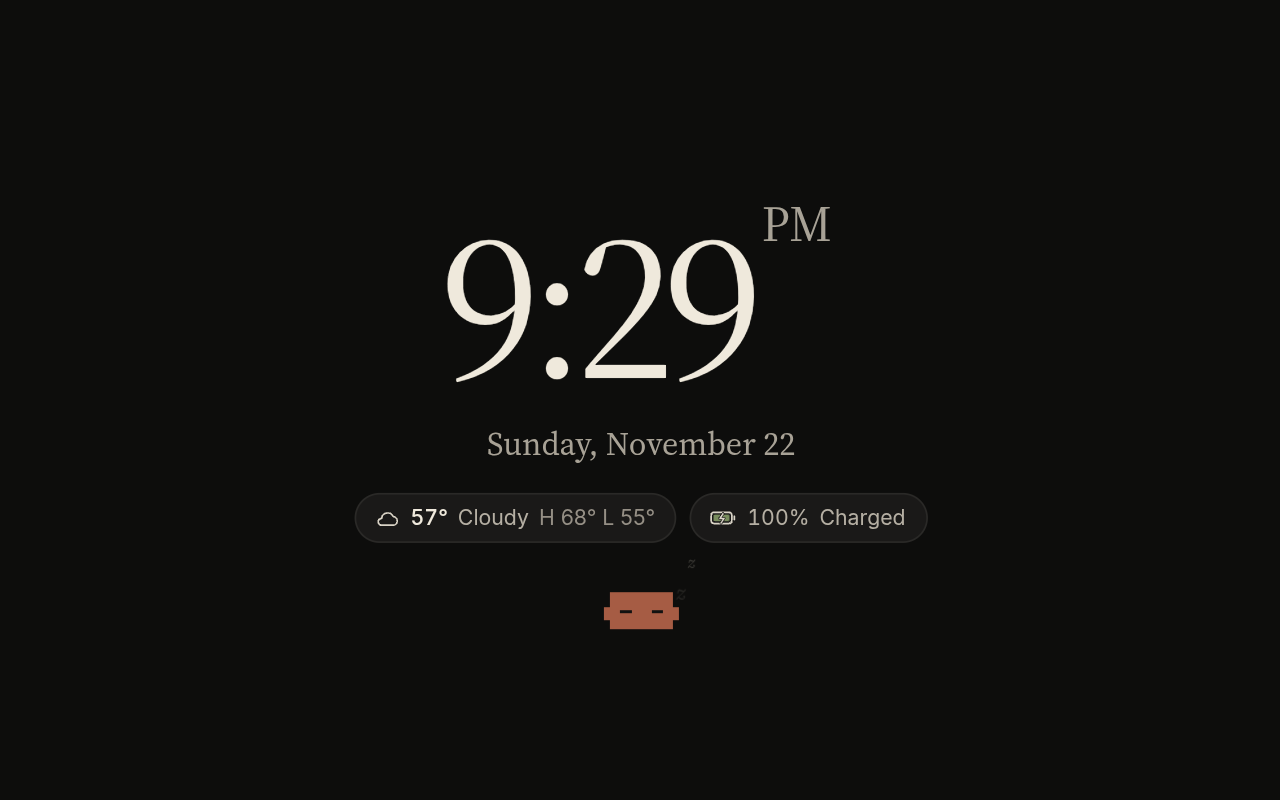 9:29 PM
Sunday, November 22
57° Cloudy H 68° L 55°
100% Charged
z
z